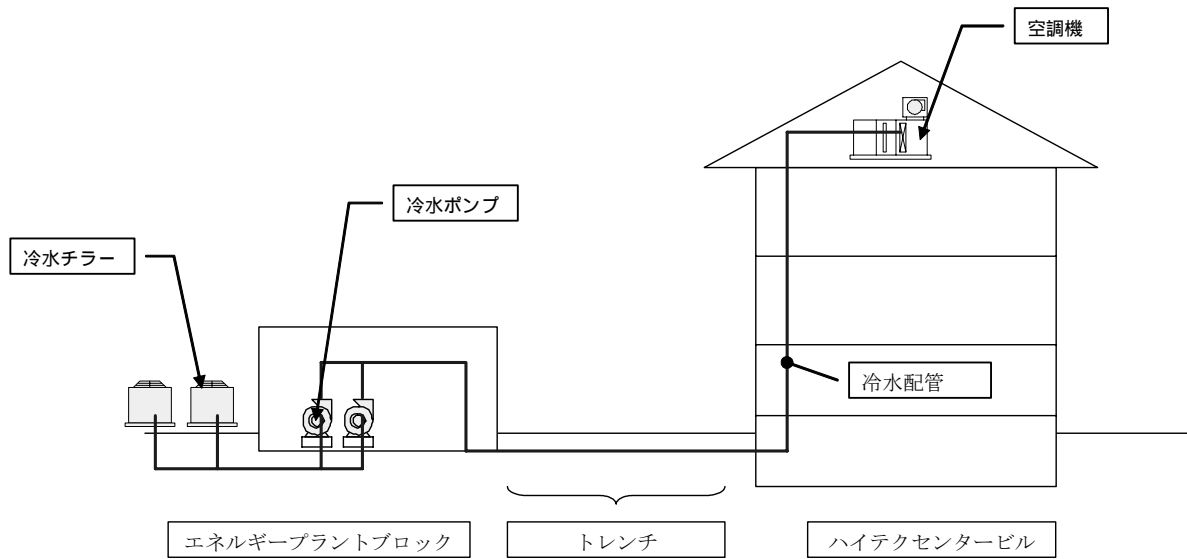 空調機
冷水ポンプ
冷水チラー
冷水配管
エネルギープラントブロック
トレンチ
ハイテクセンタービル